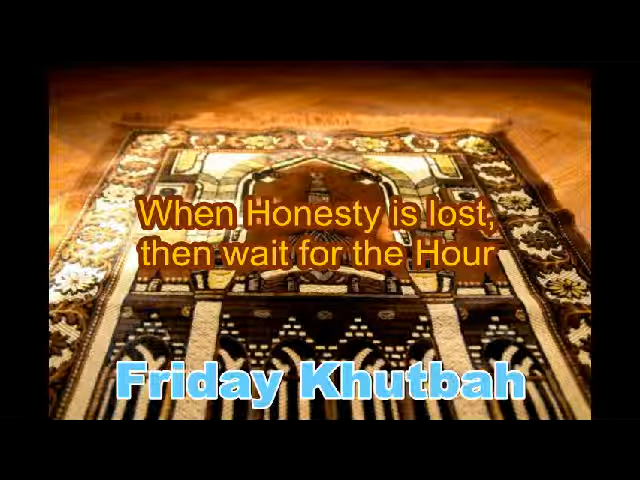 When Honesty is lost,
then wait for the Hour
Friday Khutbah